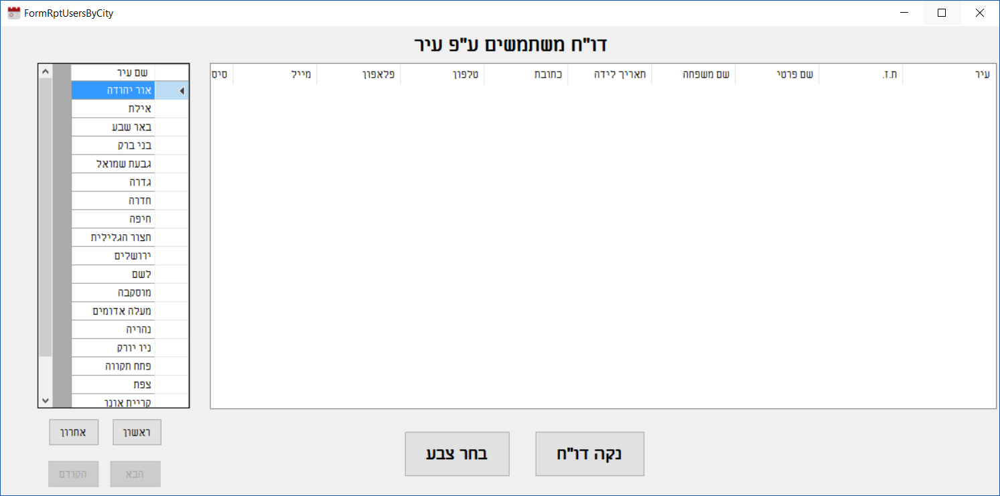 FormRptUsersByCity
דו"ח משתמשים ע"פ עיר
עיר ת.ז. שם פרטי שם משפחה תאריך לידה כתובת טלפון פלאפון מייל סיס
שם עיר
אור יהודה
אילת
באר שבע
בני ברק
גבעת שמואל
גדרה
חדרה
חיפה
חצור הגלילית
ירושלים
לשם
מוסקבה
מעלה אדומים
נהריה
ניו יורק
פתח תקווה
צפת
קריית אונו
ראשון אחרון
הבא הקודם
נקה דו"ח בחר צבע